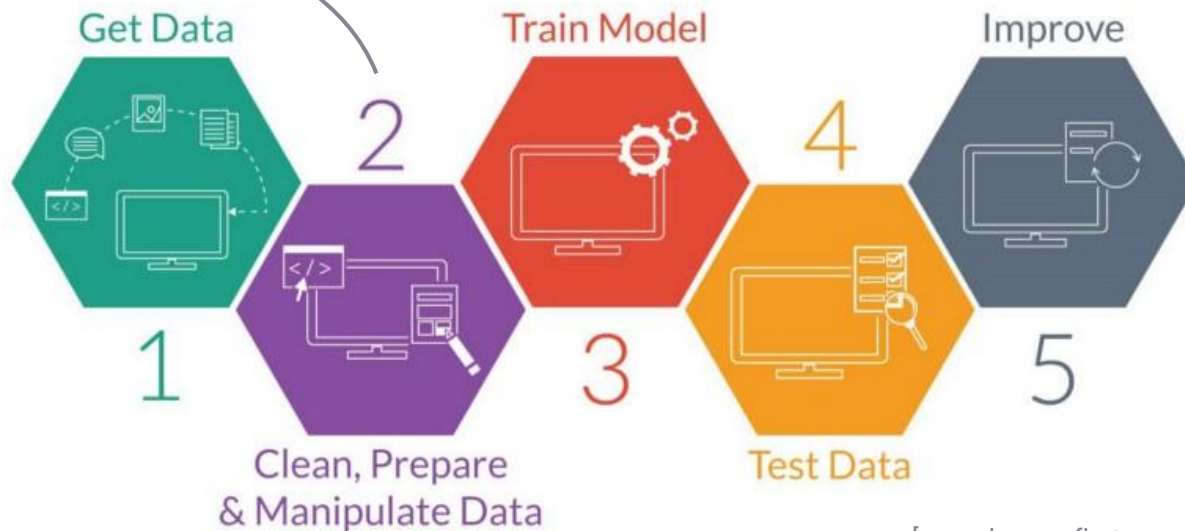 Get Data
Train Model
Improve
2
4
</>
</>
1
3
5
Clean, Prepare
& Manipulate Data
Test Data